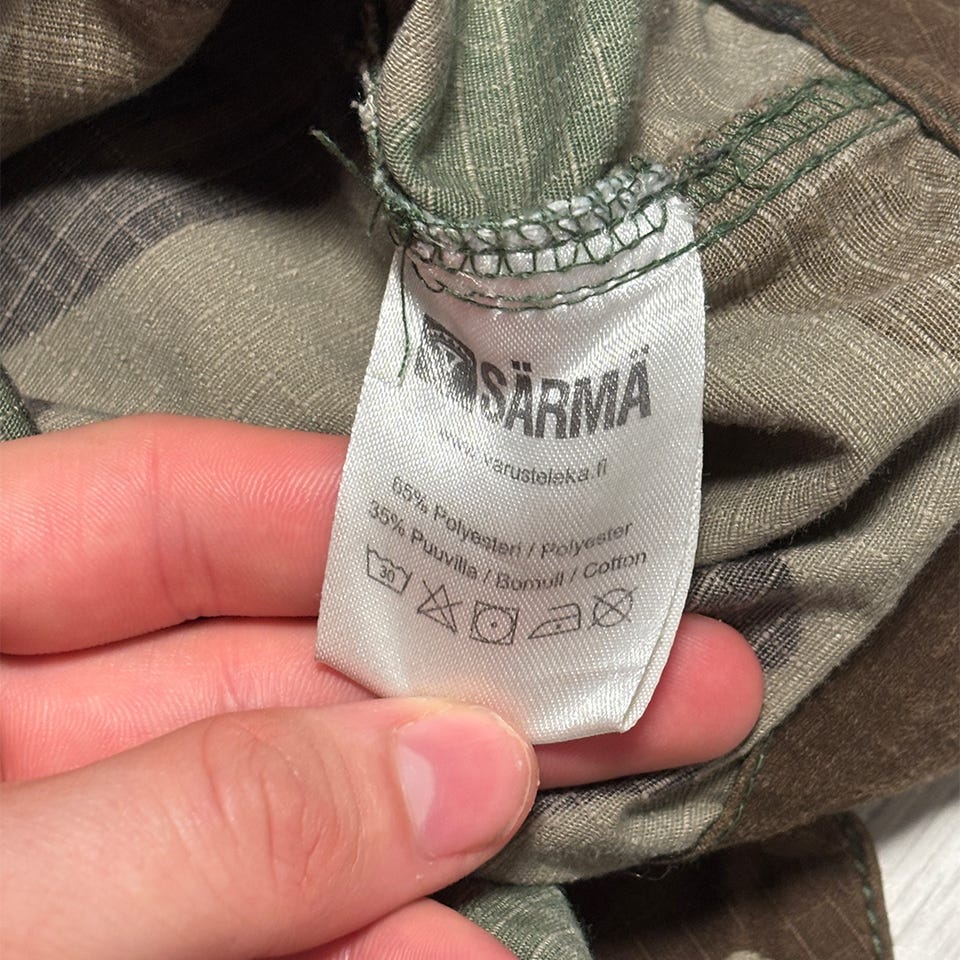 SÄRMÄ
www.varusteleka.fi
65% Polyesteri / Polyester
35% Puuvilla / Bomull / Cotton
30